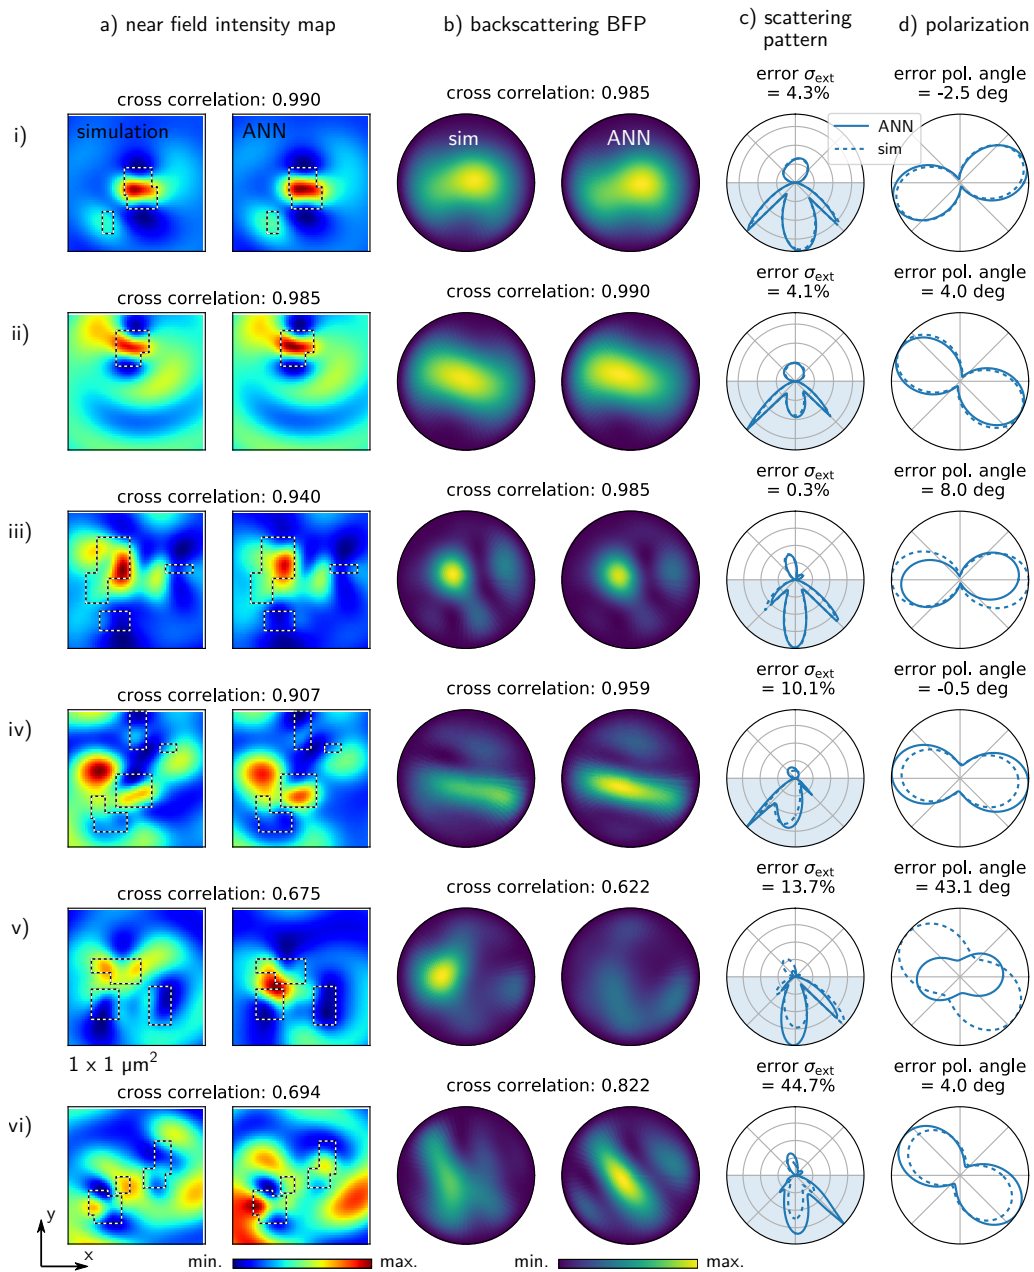 a) near field intensity map
b) backscattering BFP
c) scattering
pattern
d) polarization
i)
cross correlation: 0.990
simulation
ANN
cross correlation: 0.985
sim
ANN
error σext
= 4.3%
ANN
sim
error pol. angle
= -2.5 deg
ii)
cross correlation: 0.985
cross correlation: 0.990
error σext
= 4.1%
error pol. angle
= 4.0 deg
iii)
cross correlation: 0.940
cross correlation: 0.985
error σext
= 0.3%
error pol. angle
= 8.0 deg
iv)
cross correlation: 0.907
cross correlation: 0.959
error σext
= 10.1%
error pol. angle
= -0.5 deg
v)
cross correlation: 0.675
cross correlation: 0.622
error σext
= 13.7%
error pol. angle
= 43.1 deg
1 x 1 µm²
vi)
cross correlation: 0.694
cross correlation: 0.822
error σext
= 44.7%
error pol. angle
= 4.0 deg
y
x
min.
max.
min.
max.